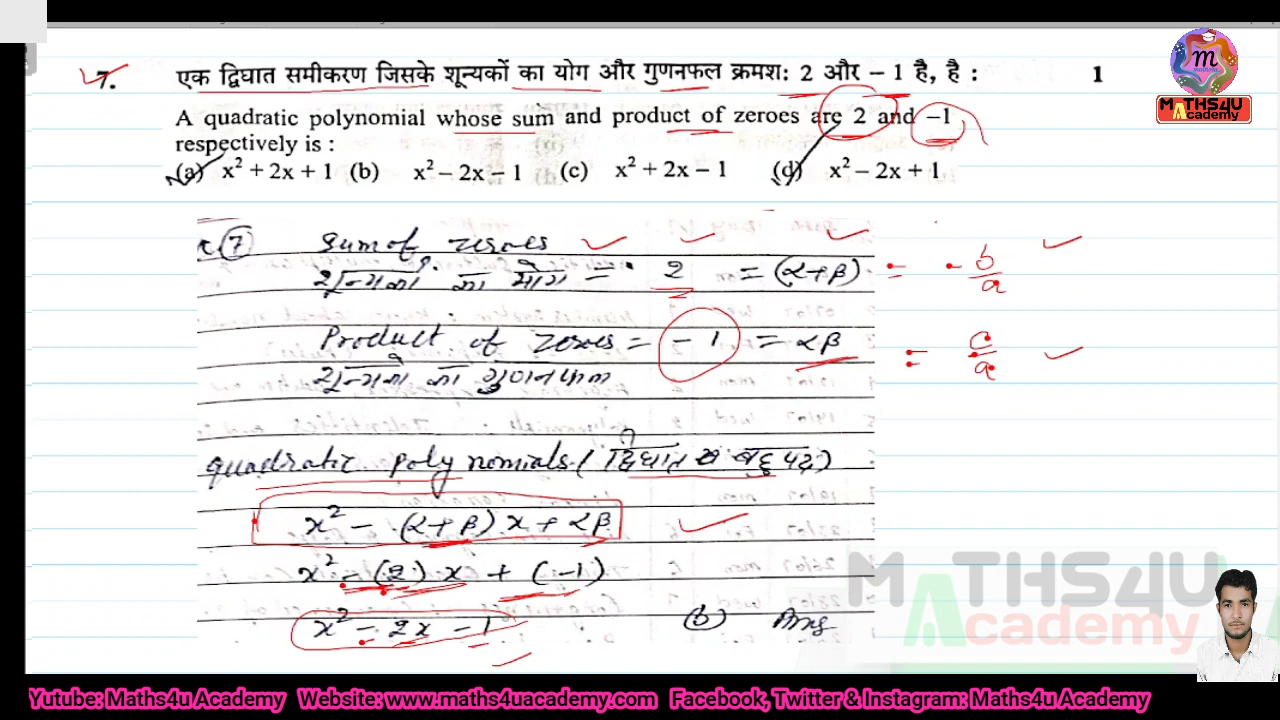 7. एक द्विघात समीकरण जिसके शून्यकों का योग और गुणनफल क्रमश: 2 और – 1 है, है : 1
A quadratic polynomial whose sum and product of zeroes are 2 and –1
respectively is :
(a) x² + 2x + 1 (b) x² – 2x – 1 (c) x² + 2x – 1 (d) x² – 2x + 1
m
MATHS4U
Academy
7 Sum of zeroes
शून्यकों का योग = 2 = (α+β) = - b/a
Product of zeroes = -1 = αβ = c/a
शून्यको का गुणनफल
quadratic polynomials (द्विघात बहुपद)
x² - (α+β) x + αβ
x² - (2) x + (-1)
x² - 2x - 1 (b) Ans
MATHS4U
Academy
Yutube: Maths4u Academy Website: www.maths4uacademy.com Facebook, Twitter & Instagram: Maths4u Academy